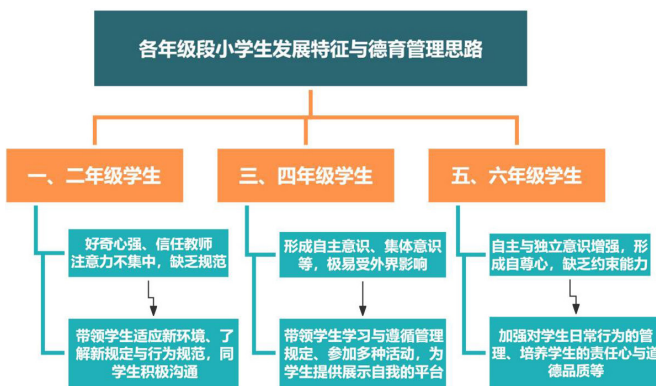 各年级段小学生发展特征与德育管理思路
一、二年级学生
三、四年级学生
五、六年级学生
好奇心强、信任教师
注意力不集中，缺乏规范
形成自主意识、集体意识
等，极易受外界影响
自主与独立意识增强，形
成自尊心，缺乏约束能力
带领学生适应新环境、了
解新规定与行为规范，同
学生积极沟通
带领学生学习与遵循管理
规定、参加多种活动，为
学生提供展示自我的平台
加强对学生日常行为的管
理、培养学生的责任心与道
德品质等